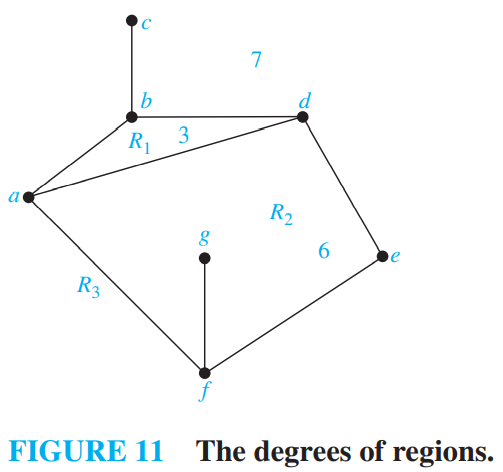 c
7
b
d
R1 3
a
R2
g
6
e
R3
f
FIGURE 11 The degrees of regions.